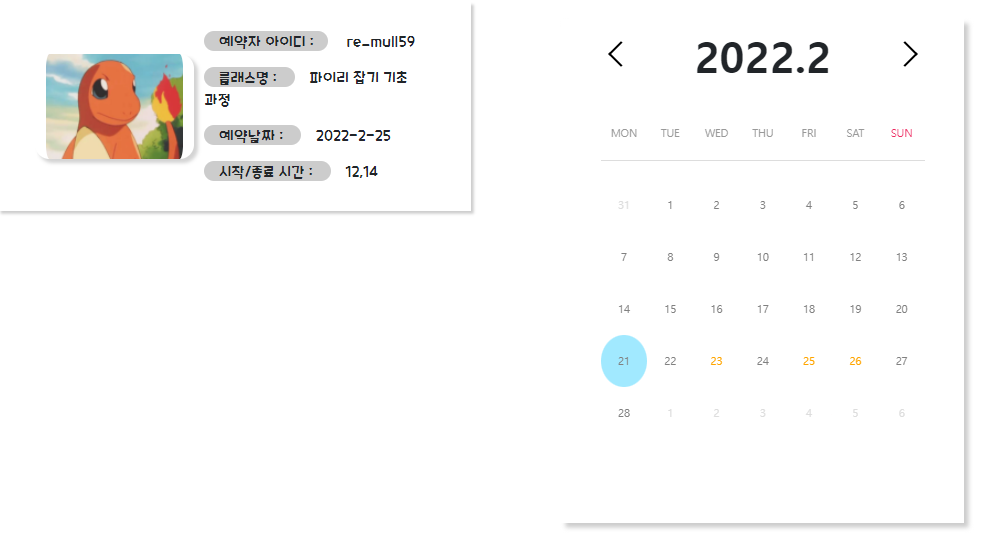 예약자 아이디 : re_mull59
클래스명 : 파이리 잡기 기초
과정
예약날짜 : 2022-2-25
시작/종료 시간 : 12,14
2022.2
MON TUE WED THU FRI SAT SUN
31 1 2 3 4 5 6
7 8 9 10 11 12 13
14 15 16 17 18 19 20
21 22 23 24 25 26 27
28 1 2 3 4 5 6